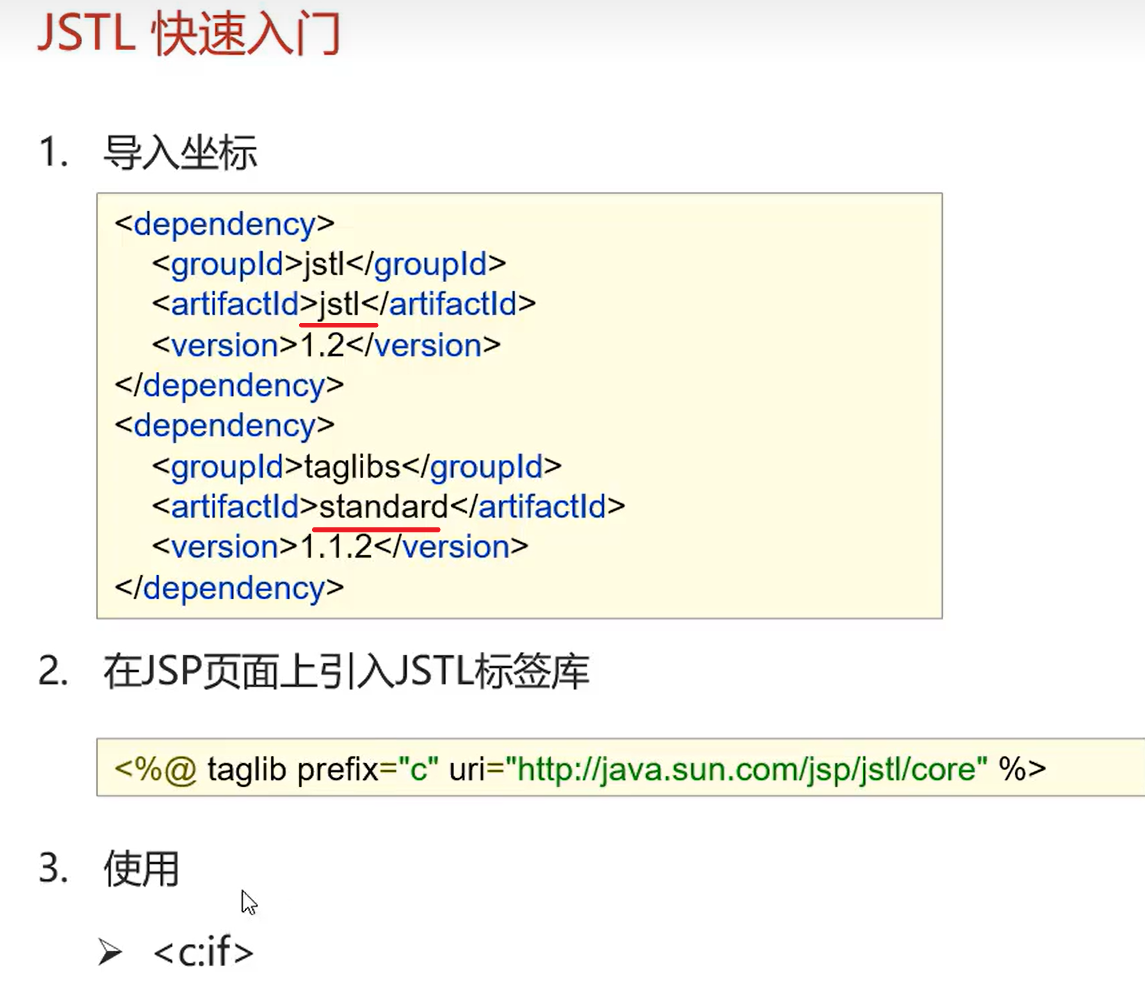 JSTL 快速入门
1. 导入坐标
<dependency>
<groupId>jstl</groupId>
<artifactId>jstl</artifactId>
<version>1.2</version>
</dependency>
<dependency>
<groupId>taglibs</groupId>
<artifactId>standard</artifactId>
<version>1.1.2</version>
</dependency>
2. 在JSP页面上引入JSTL标签库
<%@ taglib prefix="c" uri="http://java.sun.com/jsp/jstl/core" %>
3. 使用
➢ <c:if>